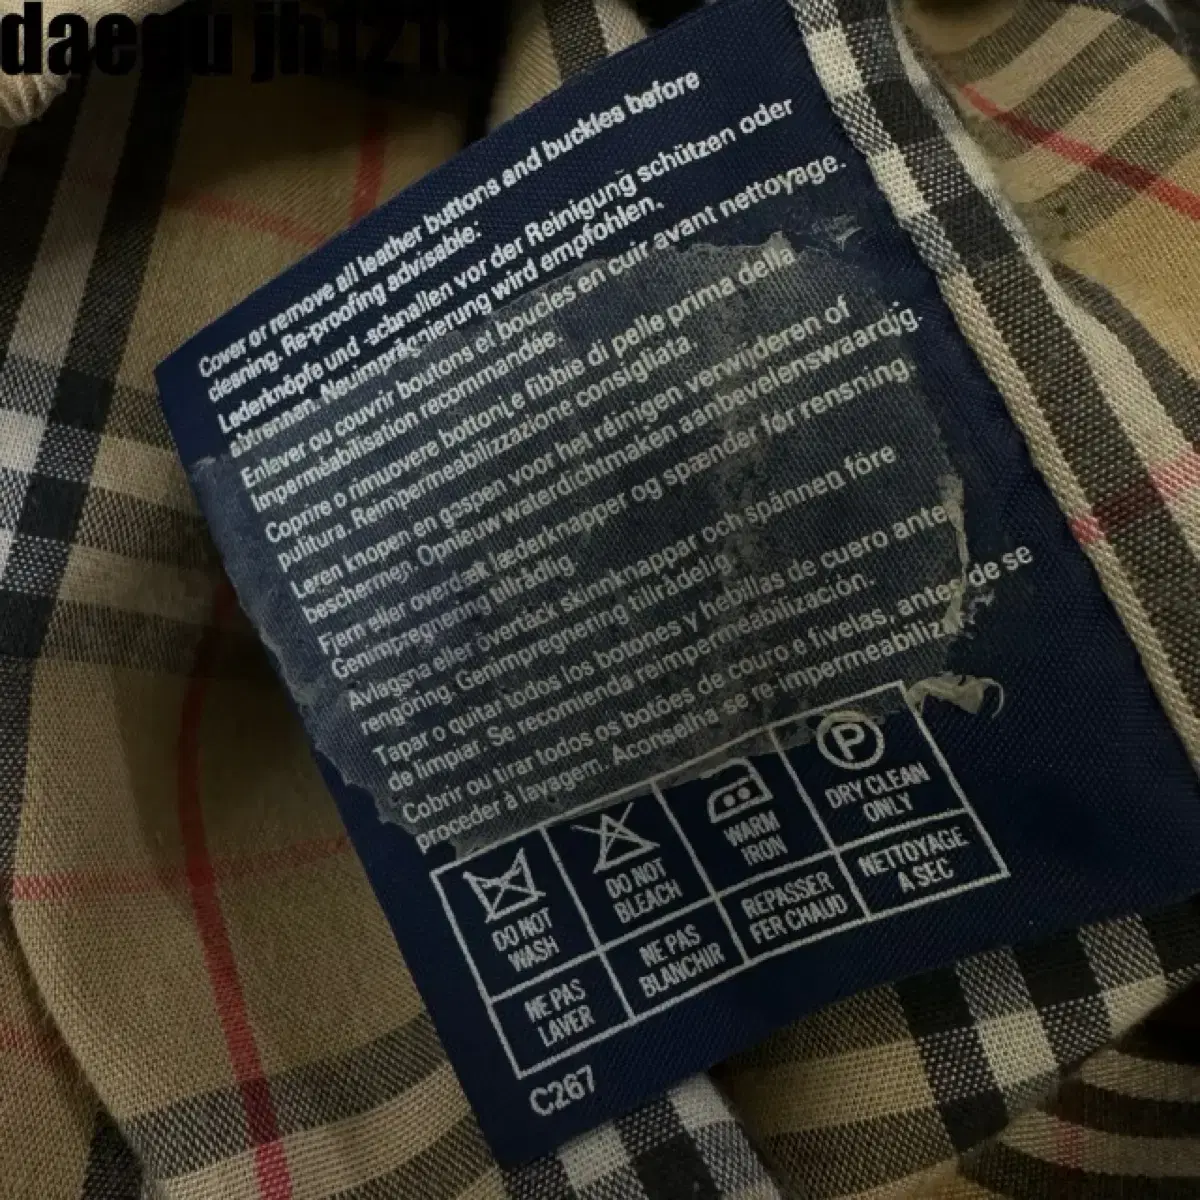 daegu jh1218
Cover or remove all leather buttons and buckles before
cleaning. Re-proofing advisable:
Lederknöpfe und -schnallen vor der Reinigung schützen oder
abtrennen. Neuimprägnierung wird empfohlen.
Enlever ou couvrir boutons et boucles en cuir avant nettoyage.
Imperméabilisation recommandée.
Coprire o rimuovere bottoni e fibbie di pelle prima della
pulitura. Reimpermeabilizzazione consigliata.
Leren knopen en gespen voor het reinigen verwijderen of
beschermen. Opnieuw waterdichtmaken aanbevelenswaardig.
Fjern eller overdæk læderknapper og spænder for rensning.
Genimprægnering tilrådlig.
Avlagsna eller övertäck skinnknappar och spännen före
rengöring. Genimpregnering tilrådelig.
Tapar o quitar todos los botones y hebillas de cuero antes
de limpiar. Se recomienda reimpermeabilización.
Cobrir ou tirar todos os botões de couro e fivelas, antes de se
proceder à lavagem. Aconselha-se re-impermeabiliz
P
DO NOT WASH
DO NOT BLEACH
WARM IRON
DRY CLEAN ONLY
NE PAS LAVER
NE PAS BLANCHIR
REPASSER FER CHAUD
NETTOYAGE A SEC
C267